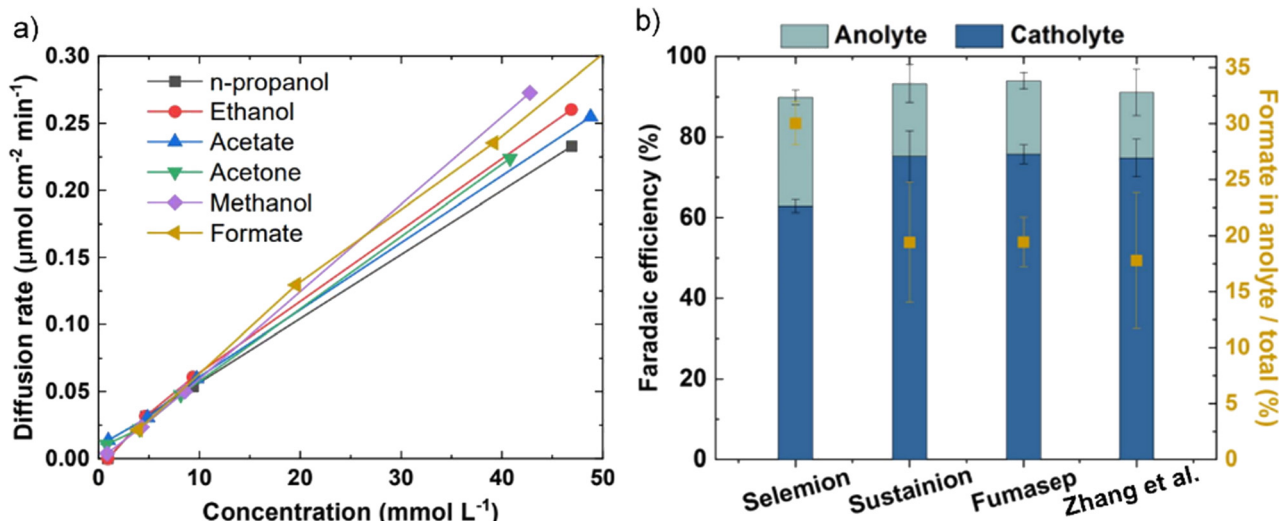 a)
0.30
0.25
0.20
0.15
0.10
0.05
0.00
Diffusion rate (μmol cm⁻² min⁻¹)
n-propanol
Ethanol
Acetate
Acetone
Methanol
Formate
0 10 20 30 40 50
Concentration (mmol L⁻¹)
b)
Anolyte Catholyte
100
80
60
40
20
0
Faradaic efficiency (%)
35
30
25
20
15
10
5
0
Formate in anolyte / total (%)
Selemion Sustainion Fumasep Zhang et al.